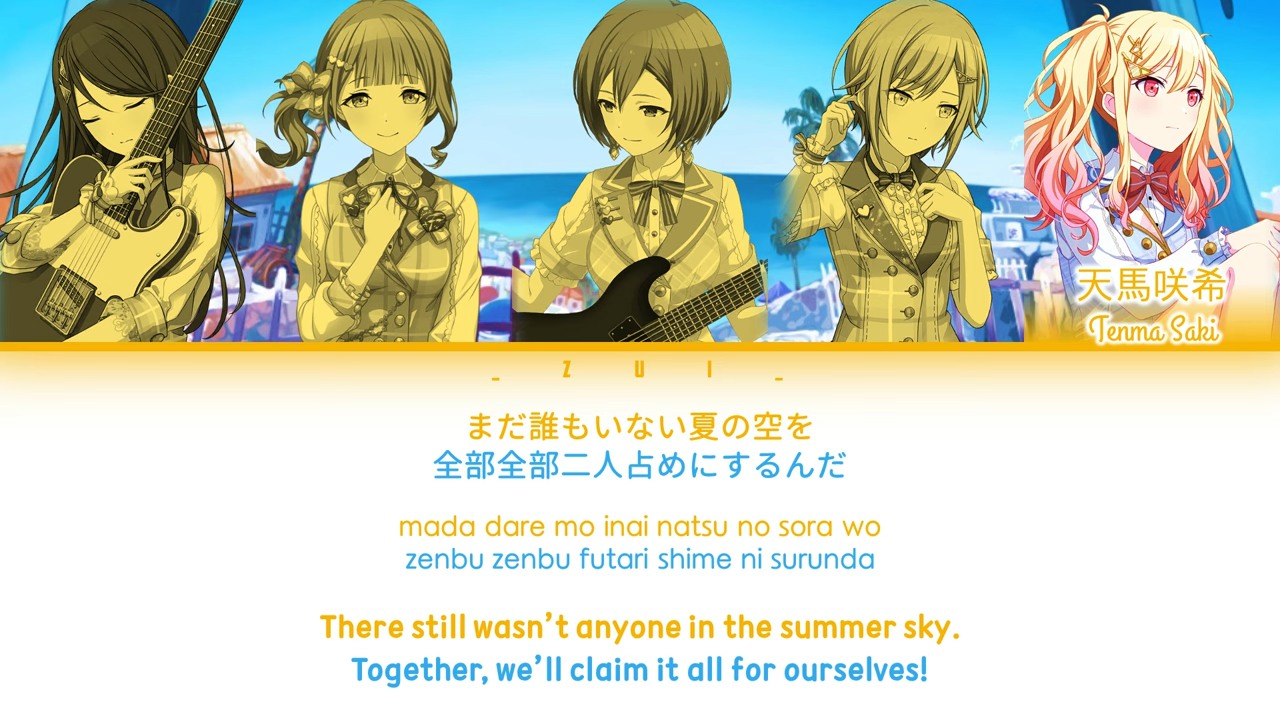 天馬咲希
Tenma Saki
_ Z U I _
まだ誰もいない夏の空を
全部全部二人占めにするんだ
mada dare mo inai natsu no sora wo
zenbu zenbu futari shime ni surunda
There still wasn't anyone in the summer sky.
Together, we'll claim it all for ourselves!